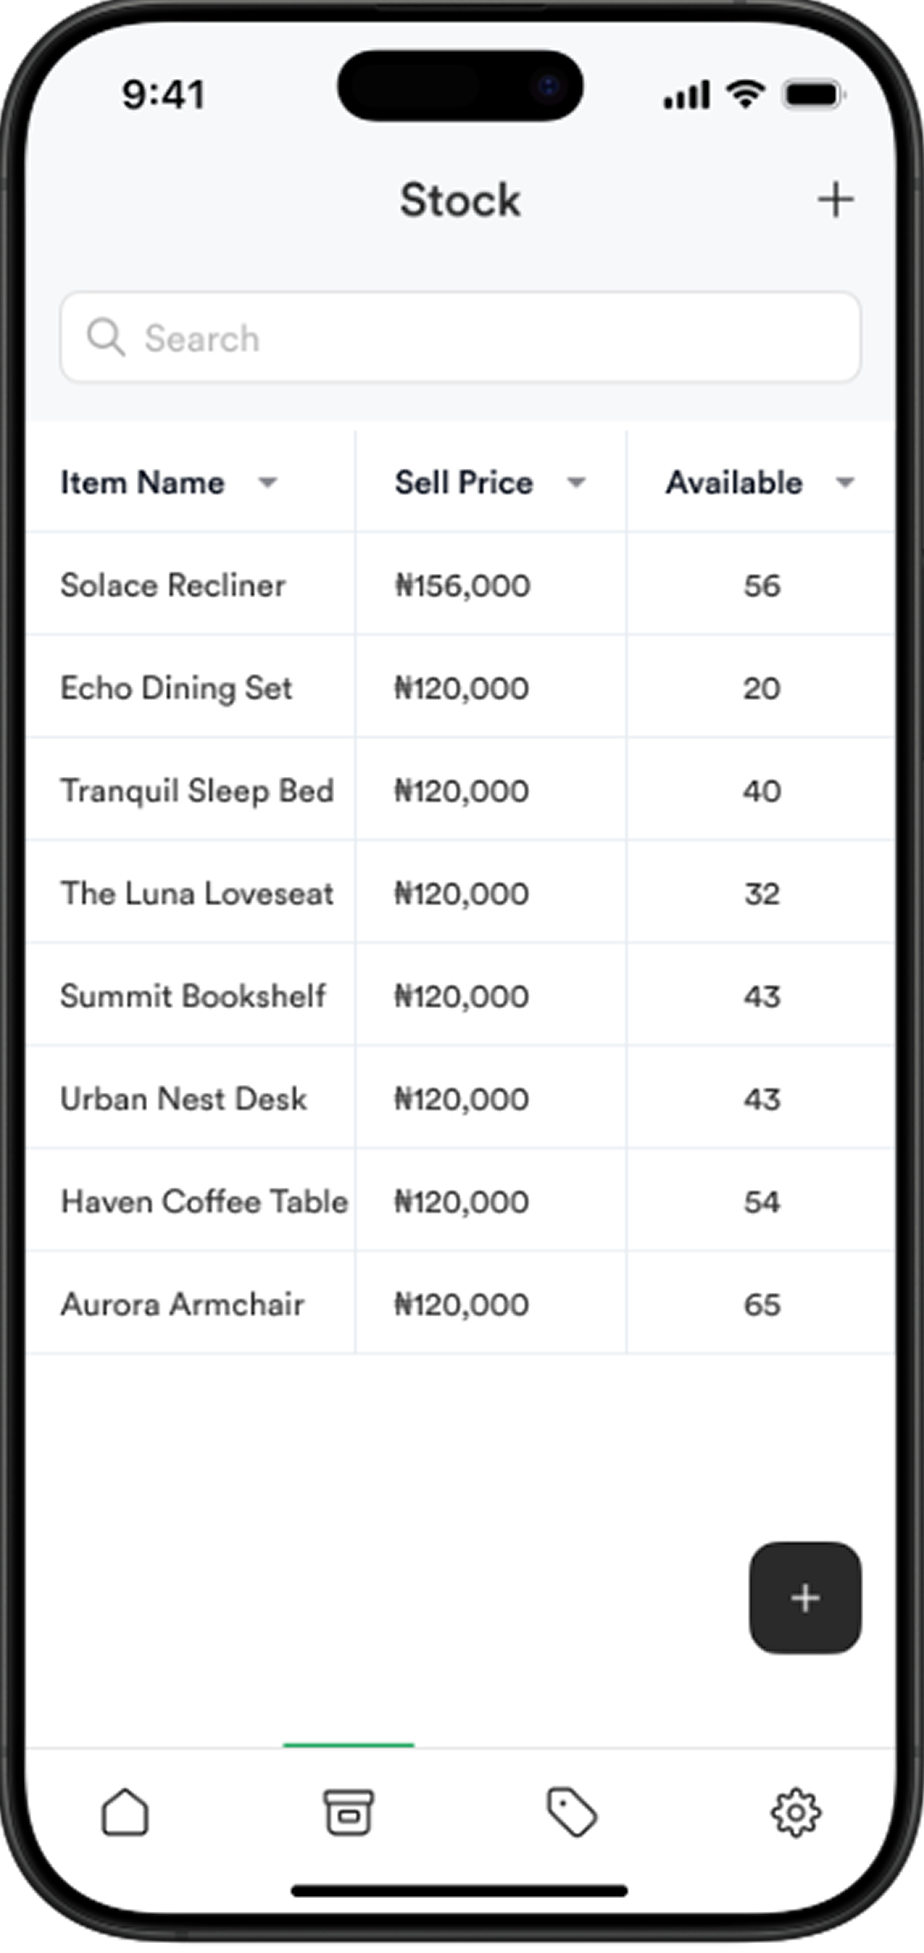 9:41
Stock
Search
Item Name Sell Price Available
Solace Recliner ₦156,000 56
Echo Dining Set ₦120,000 20
Tranquil Sleep Bed ₦120,000 40
The Luna Loveseat ₦120,000 32
Summit Bookshelf ₦120,000 43
Urban Nest Desk ₦120,000 43
Haven Coffee Table ₦120,000 54
Aurora Armchair ₦120,000 65